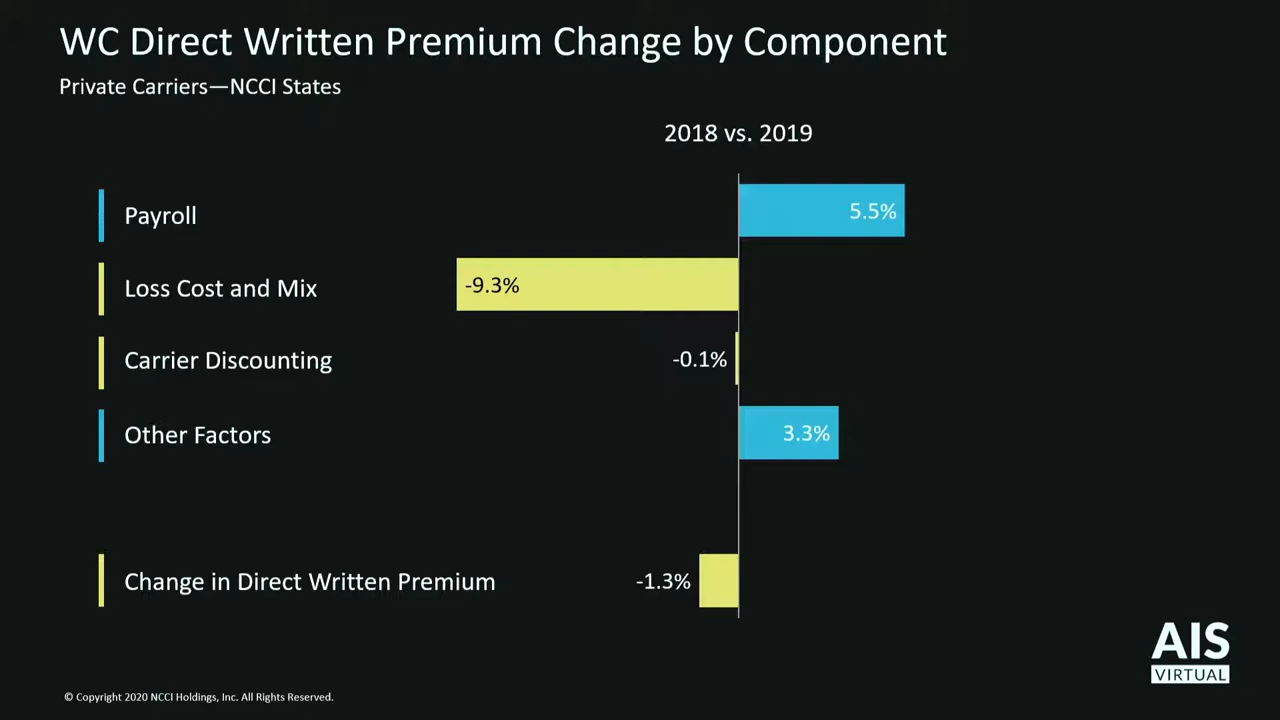 WC Direct Written Premium Change by Component
Private Carriers—NCCI States
2018 vs. 2019
Payroll
5.5%
Loss Cost and Mix
-9.3%
Carrier Discounting
-0.1%
Other Factors
3.3%
Change in Direct Written Premium
-1.3%
AIS
VIRTUAL
© Copyright 2020 NCCI Holdings, Inc. All Rights Reserved.